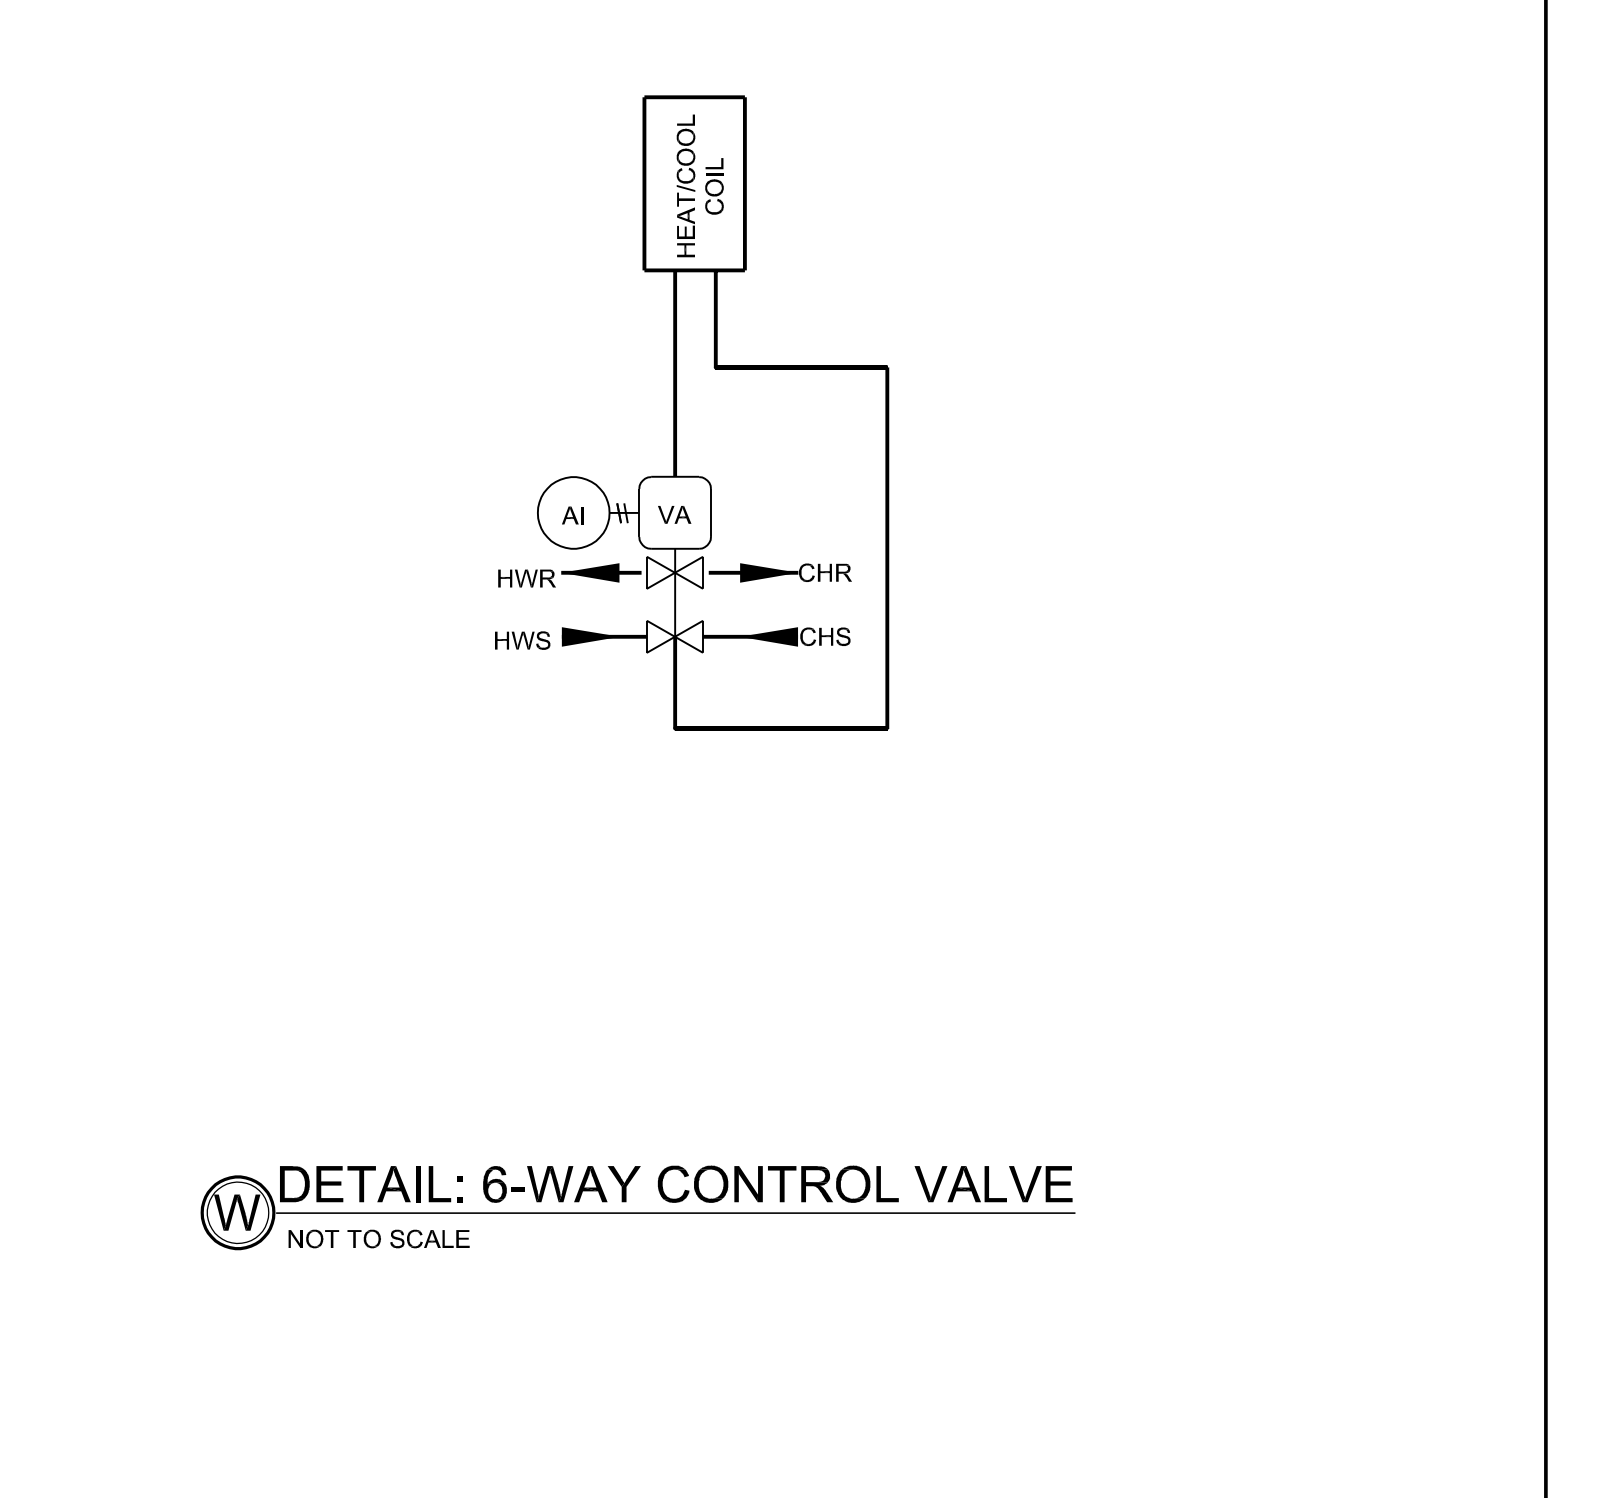 HEAT/COOL
COIL
AI
VA
HWR
CHR
HWS
CHS
W
DETAIL: 6-WAY CONTROL VALVE
NOT TO SCALE